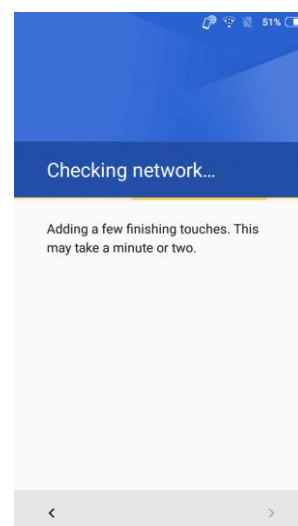 51%
Checking network...
Adding a few finishing touches. This
may take a minute or two.